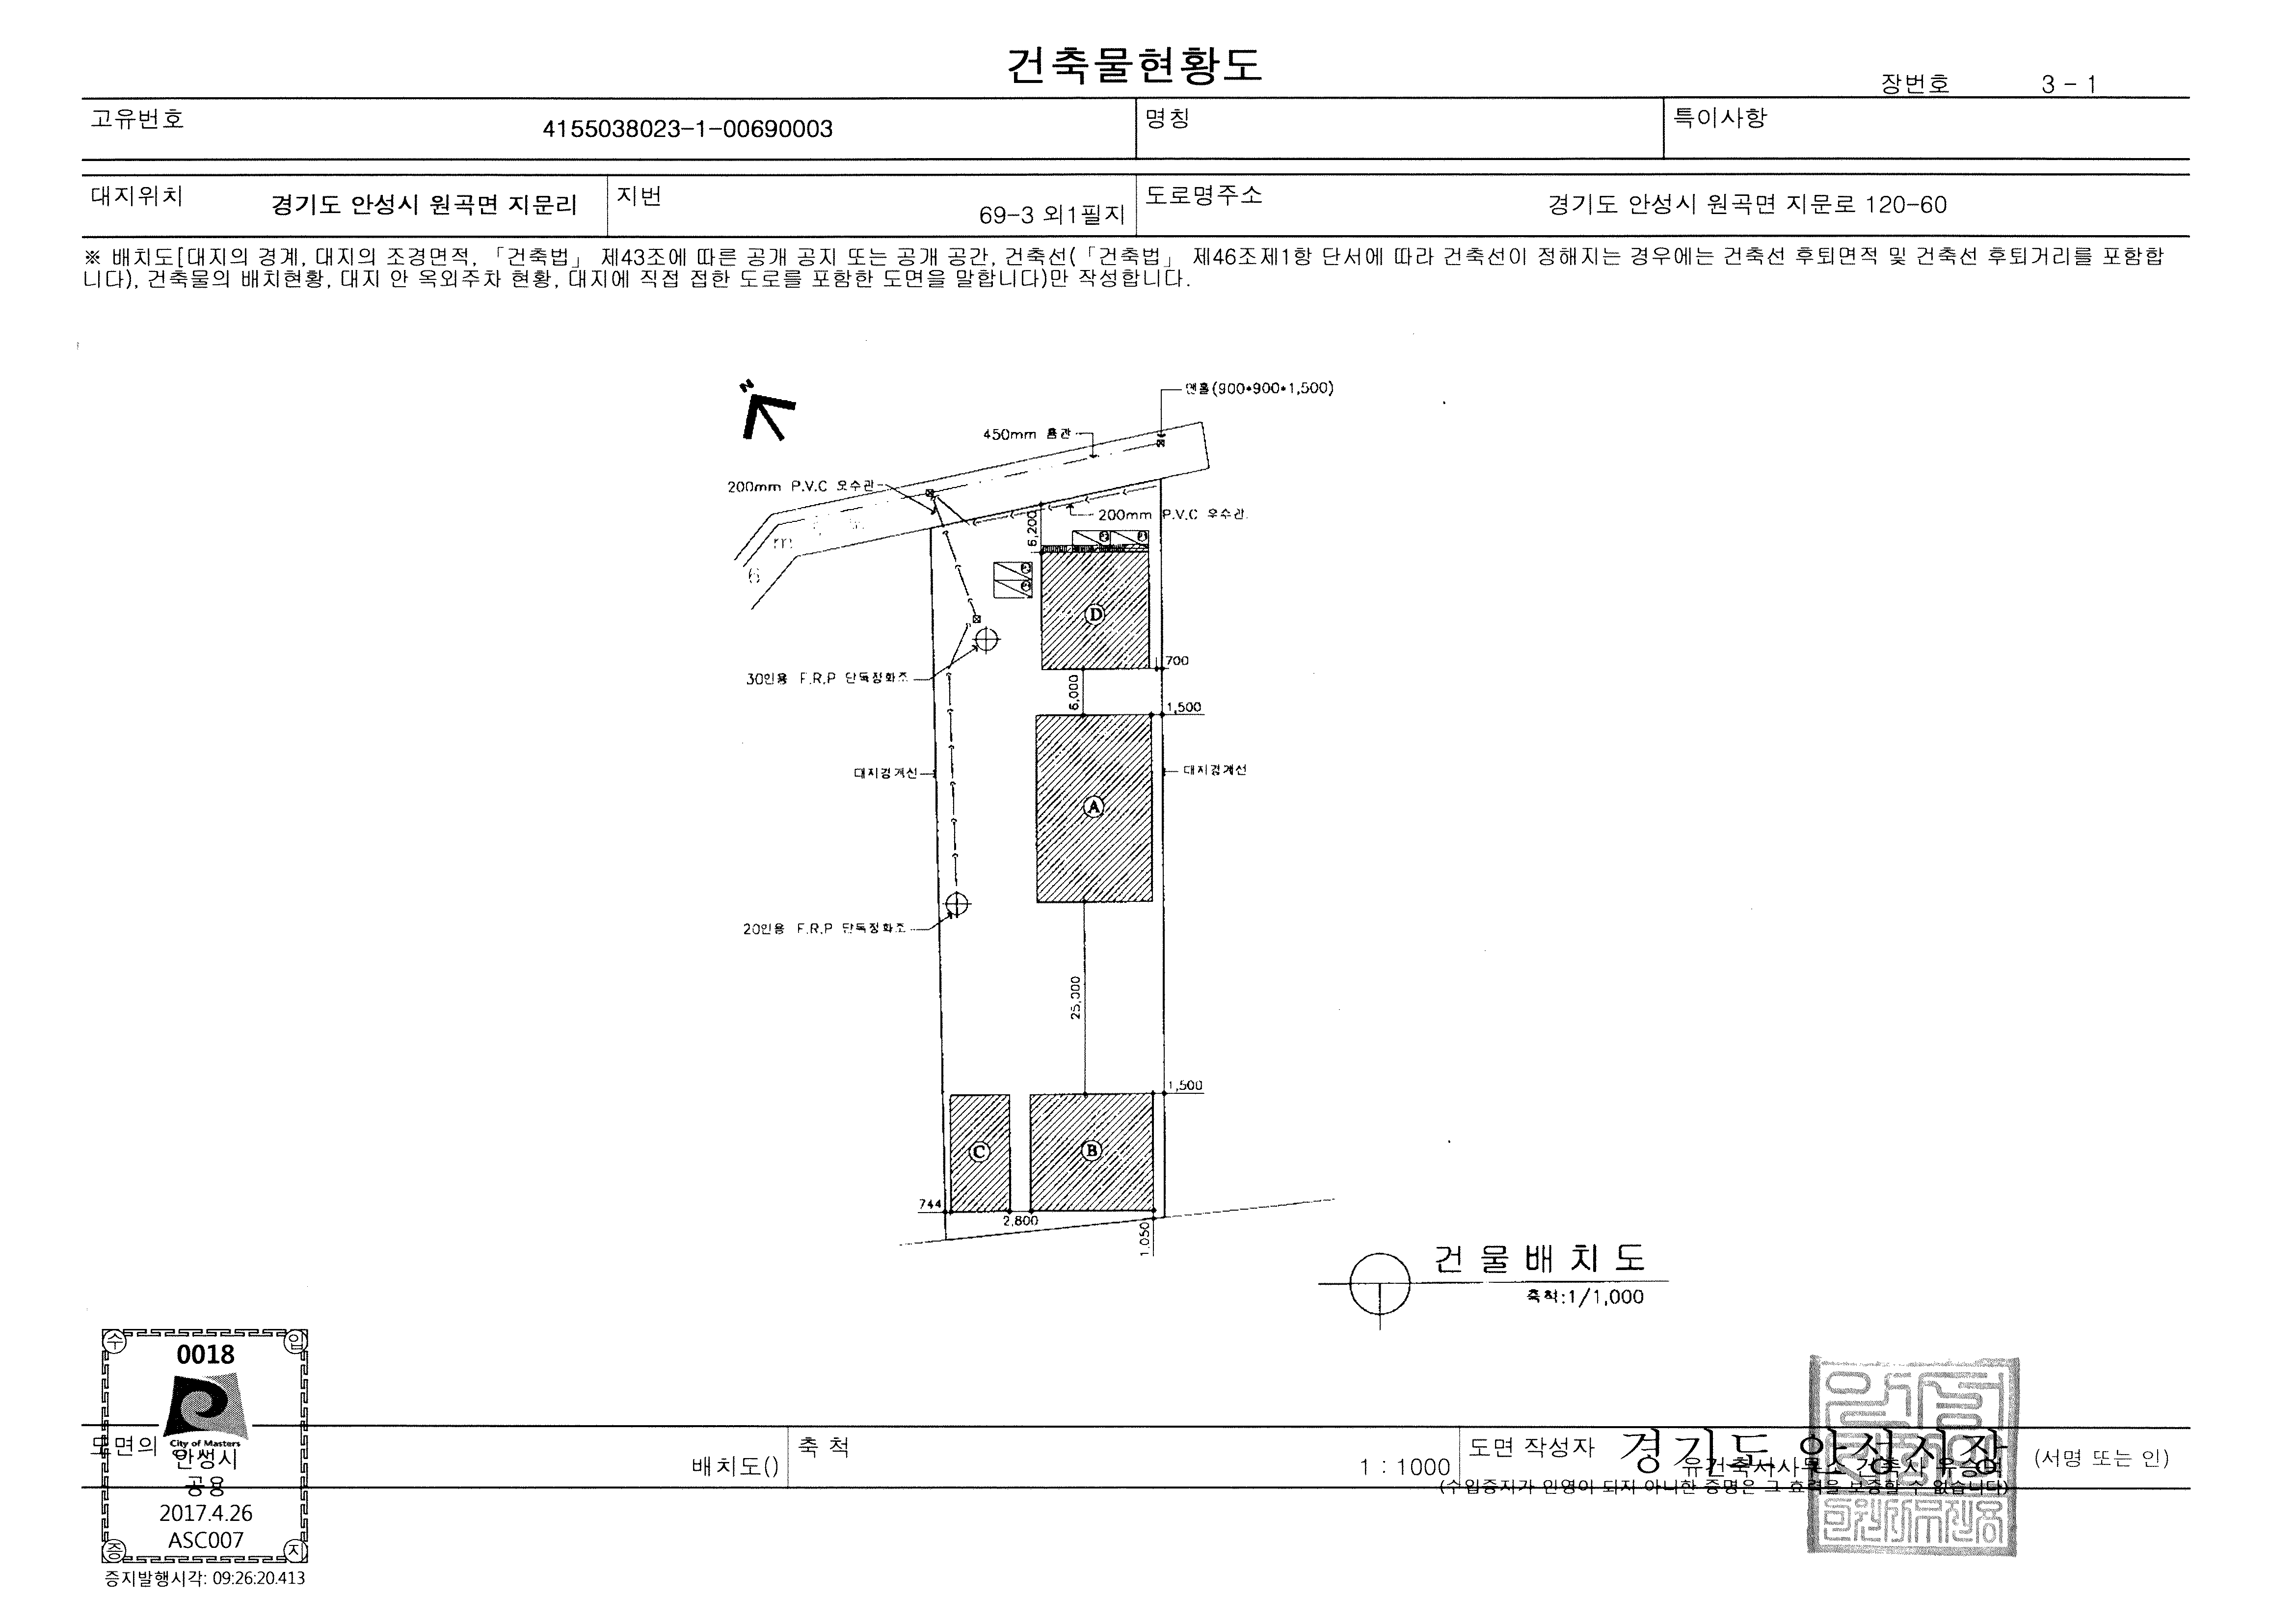 건축물현황도
장번호 3 - 1
고유번호 4155038023-1-00690003 명칭 특이사항
대지위치 경기도 안성시 원곡면 지문리 지번 69-3 외1필지 도로명주소 경기도 안성시 원곡면 지문로 120-60
※ 배치도[대지의 경계, 대지의 조경면적, 「건축법」 제43조에 따른 공개 공지 또는 공개 공간, 건축선(「건축법」 제46조제1항 단서에 따라 건축선이 정해지는 경우에는 건축선 후퇴면적 및 건축선 후퇴거리를 포함합
니다), 건축물의 배치현황, 대지 안 옥외주차 현황, 대지에 직접 접한 도로를 포함한 도면을 말합니다)만 작성합니다.
N
맨홀(900*900*1,500)
450mm 흄관
200mm P.V.C 오수관
200mm P.V.C 우수관
6,200
6 m
D
700
30인용 F.R.P 단독정화조
6,000
1,500
대지경계선
대지경계선
A
20인용 F.R.P 단독정화조
25,000
1,500
C
B
744
2,800
1,050
건물배치도
축척:1/1,000
수 입
0018
City of Masters
안성시
공용
2017.4.26
ASC007
증 지
증지발행시각: 09:26:20.413
도면의 배치도() 축 척 1 : 1000 도면 작성자 경기도 안성시장 (서명 또는 인)
유건축사사무소 건축사
(수입증지가 인영이 되지 아니한 증명은 그 효력을 보증할 수 없습니다)